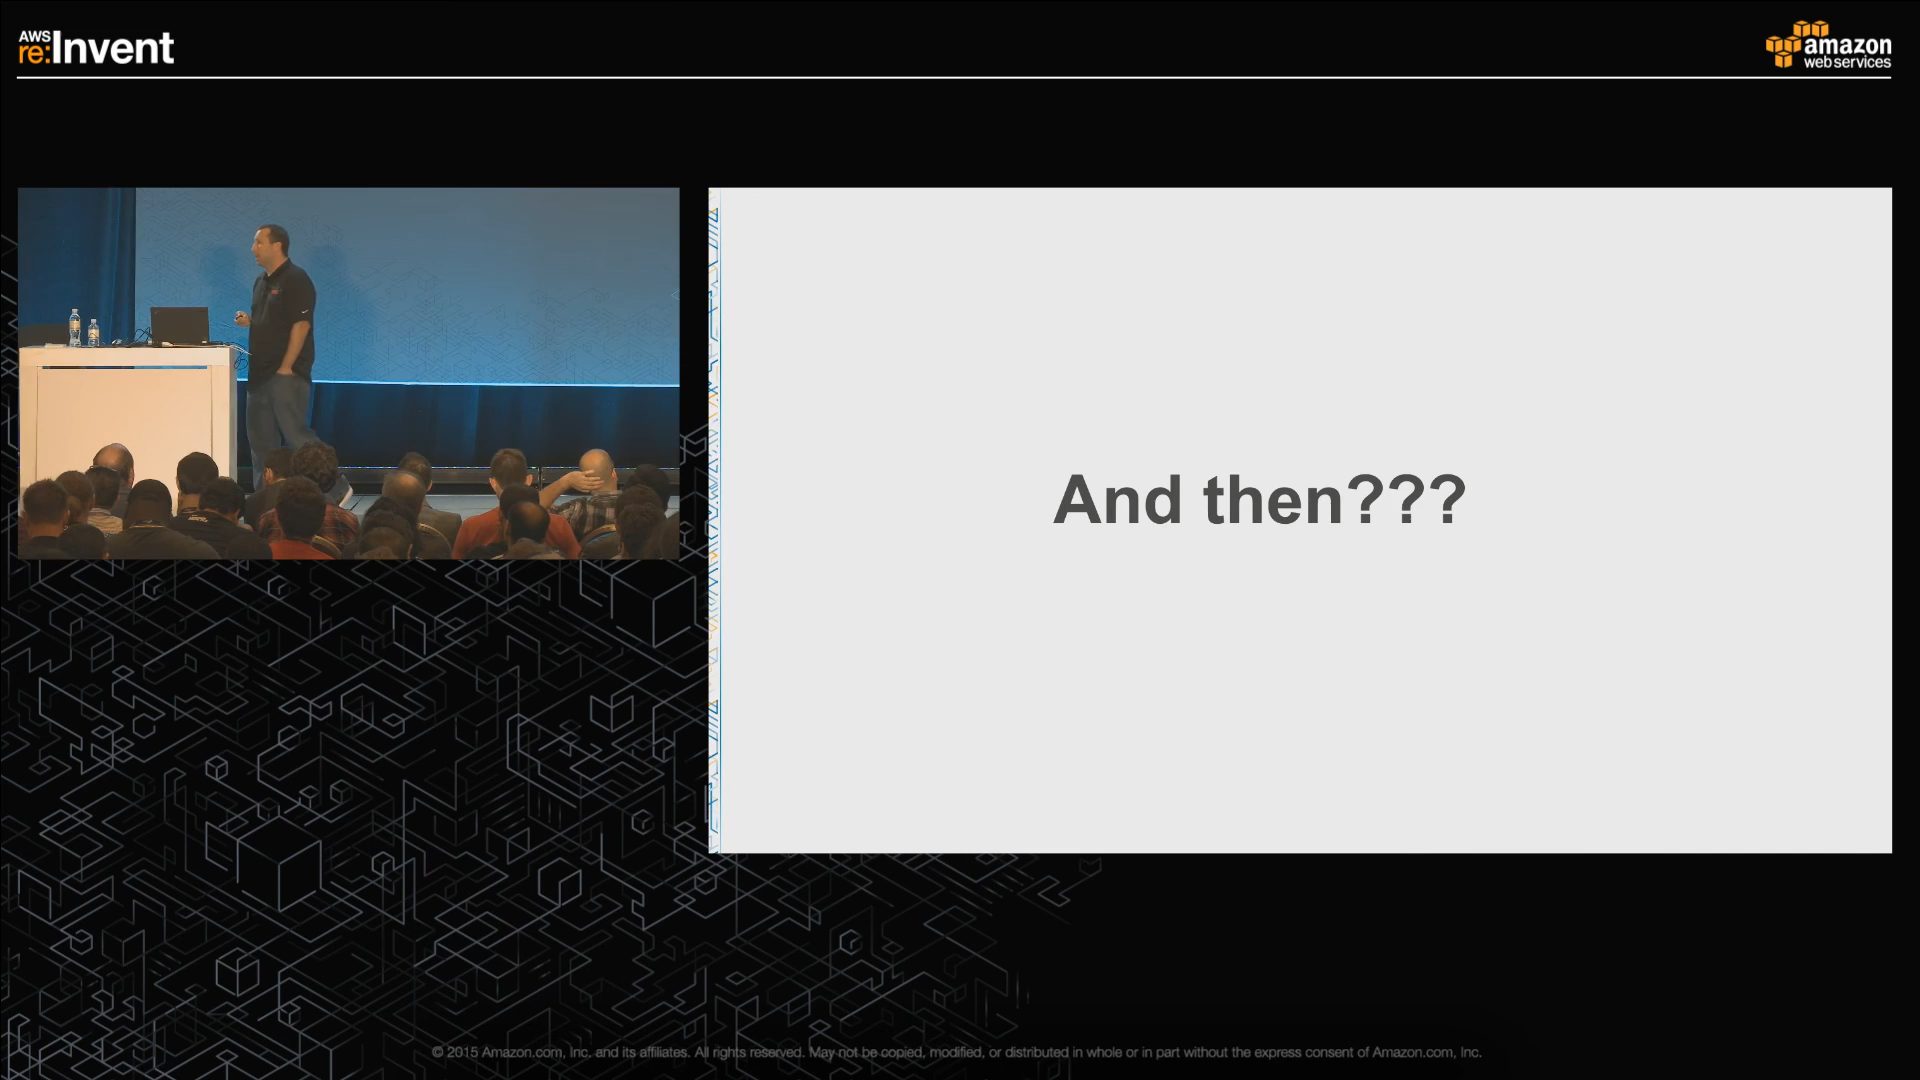 AWS
re:Invent
amazon
web services
And then???
© 2015 Amazon.com, Inc. and its affiliates. All rights reserved. May not be copied, modified, or distributed in whole or in part without the express consent of Amazon.com, Inc.